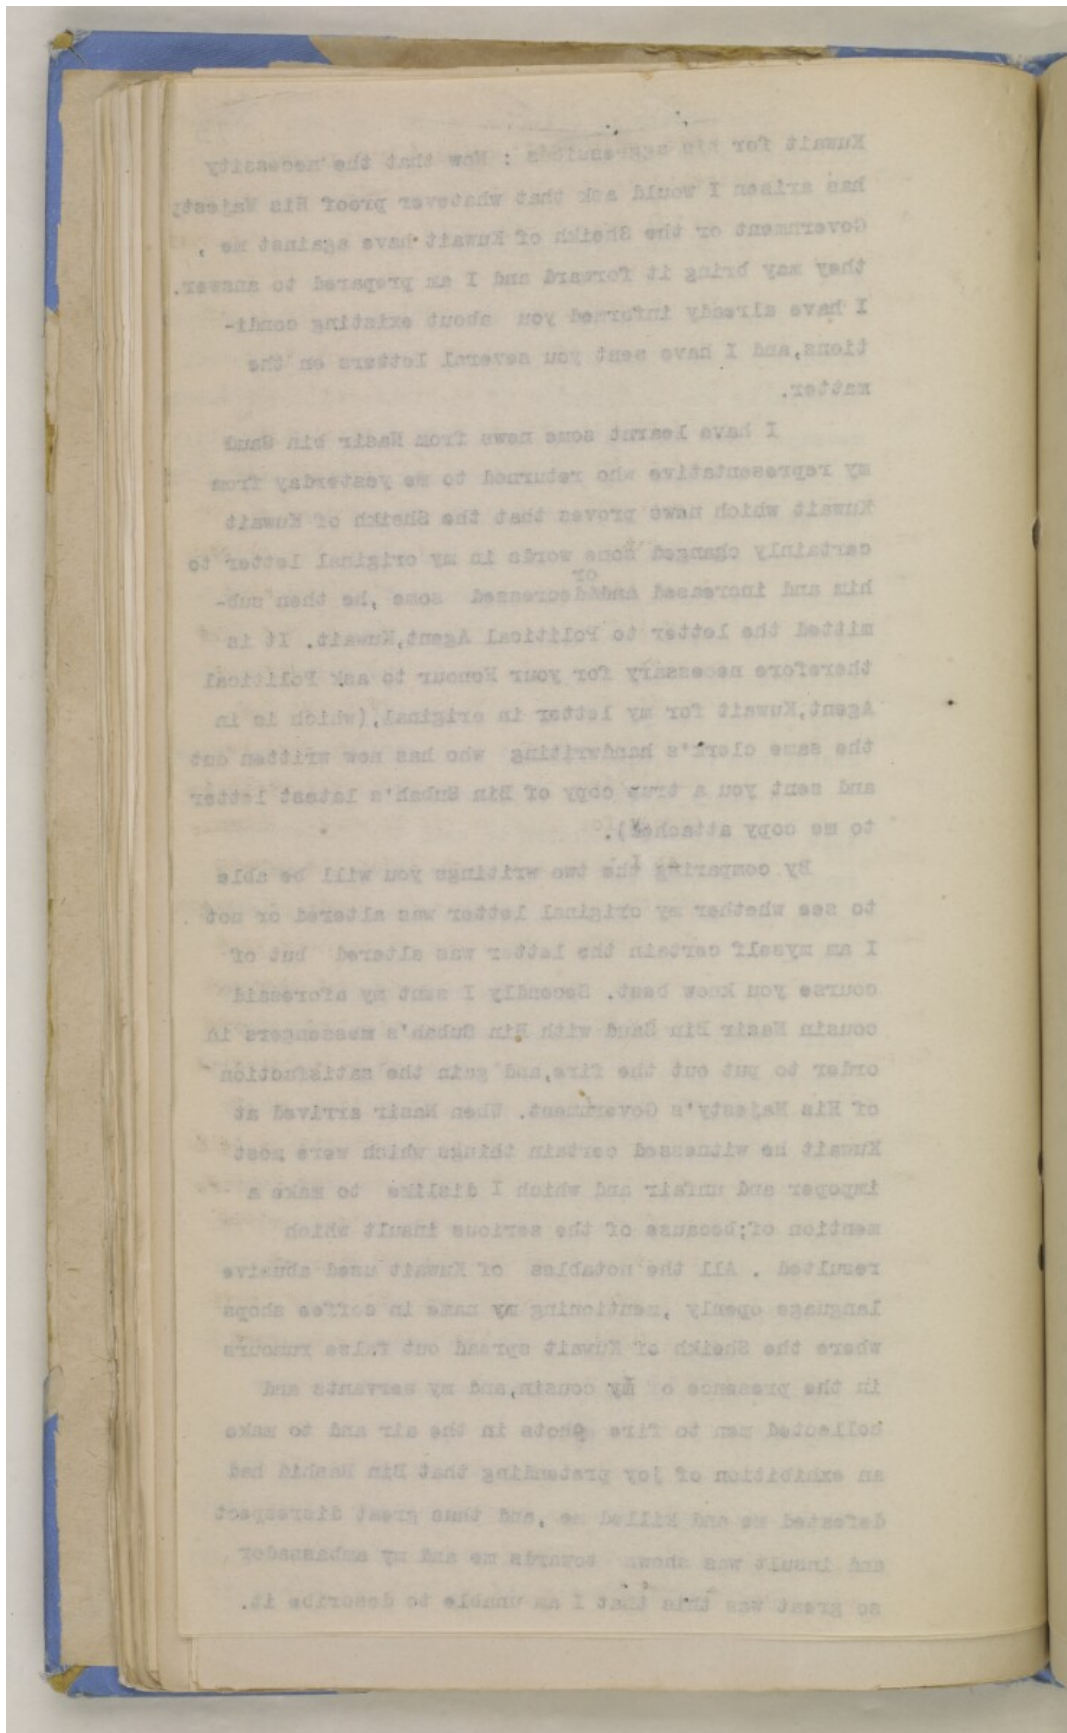 Kuwait for his aggressions : Now that the necessity
has arisen I would ask that whatever proof His Majesty
Government or the Sheikh of Kuwait have against me ,
they may bring it forward and I am prepared to answer.
I have already informed you about existing condi-
tions,and I have sent you several letters on the
matter.
I have learnt some news from Nasir bin Saud
my representative who returned to me yesterday from
Kuwait which news proves that the Sheikh of Kuwait
certainly changed some words in my original letter to
or
him and increased and decreased some ,he then sub-
mitted the letter to Political Agent,Kuwait. It is
therefore necessary for your Honour to ask Political
Agent,Kuwait for my letter in original,(which is in
the same clerk's handwriting who has now written out
and sent you a true copy of Bin Subah's latest letter
to me copy attached).
By comparing the two writings you will be able
to see whether my original letter was altered or not
I am myself certain the letter was altered but of
course you know best. Secondly I sent my aforesaid
cousin Nasir Bin Saud with Bin Subah's messengers in
order to put out the fire,and gain the satisfaction
of His Majesty's Government. When Nasir arrived at
Kuwait he witnessed certain things which were most
impoper and unfair and which I dislike to make a
mention of;because of the serious insult which
resulted . All the notables of Kuwait used abusive
language openly ,mentioning my name in coffee shops
where the Sheikh of Kuwait spread out false rumours
in the presence of my cousin,and my servants and
collected men to fire shots in the air and to make
an exhibition of joy pretending that Bin Rashid had
defeated me and killed me ,and thus great disrespect
and insult was shown towards me and my ambassador
so great was this that I am unable to describe it.